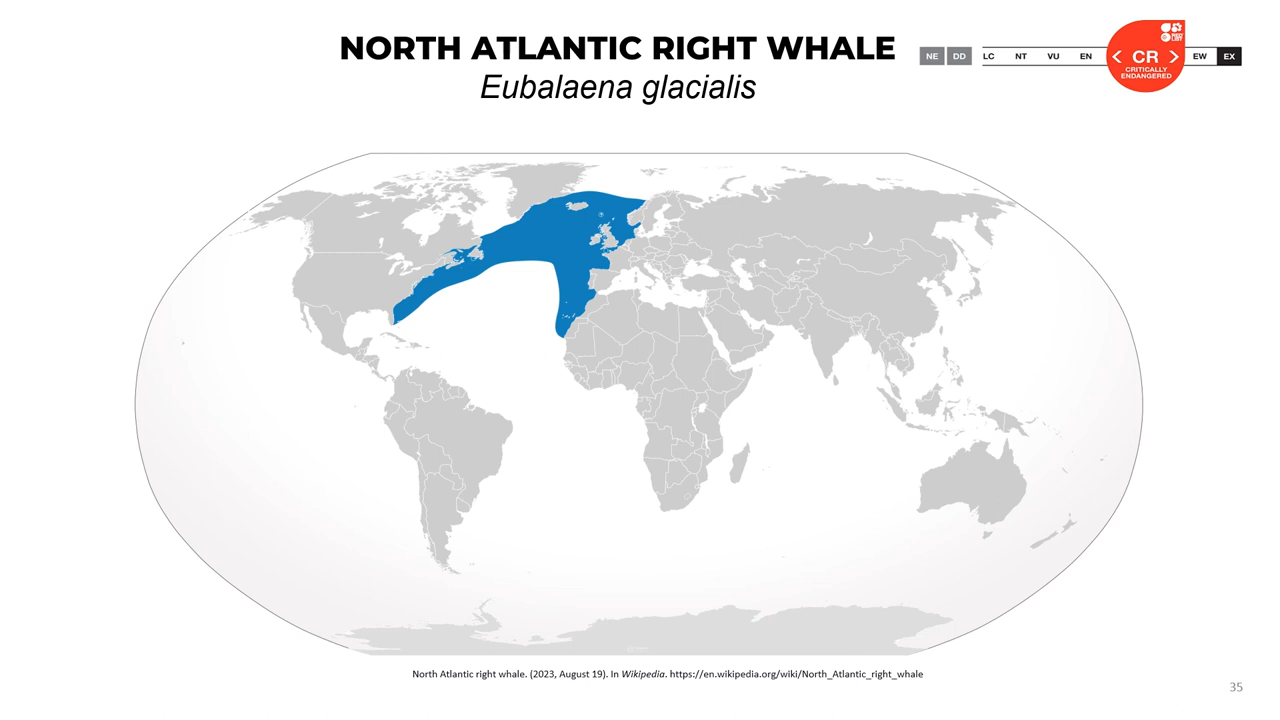 NORTH ATLANTIC RIGHT WHALE
Eubalaena glacialis
NE DD LC NT VU EN < CR > EW EX
CRITICALLY
ENDANGERED
North Atlantic right whale. (2023, August 19). In Wikipedia. https://en.wikipedia.org/wiki/North_Atlantic_right_whale
35